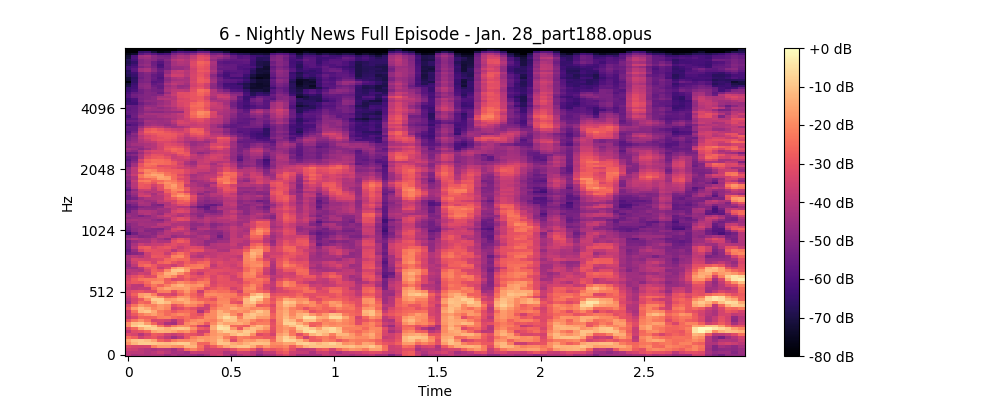 6 - Nightly News Full Episode - Jan. 28_part188.opus
Hz
4096
2048
1024
512
0
0
0.5
1
1.5
2
2.5
Time
+0 dB
-10 dB
-20 dB
-30 dB
-40 dB
-50 dB
-60 dB
-70 dB
-80 dB